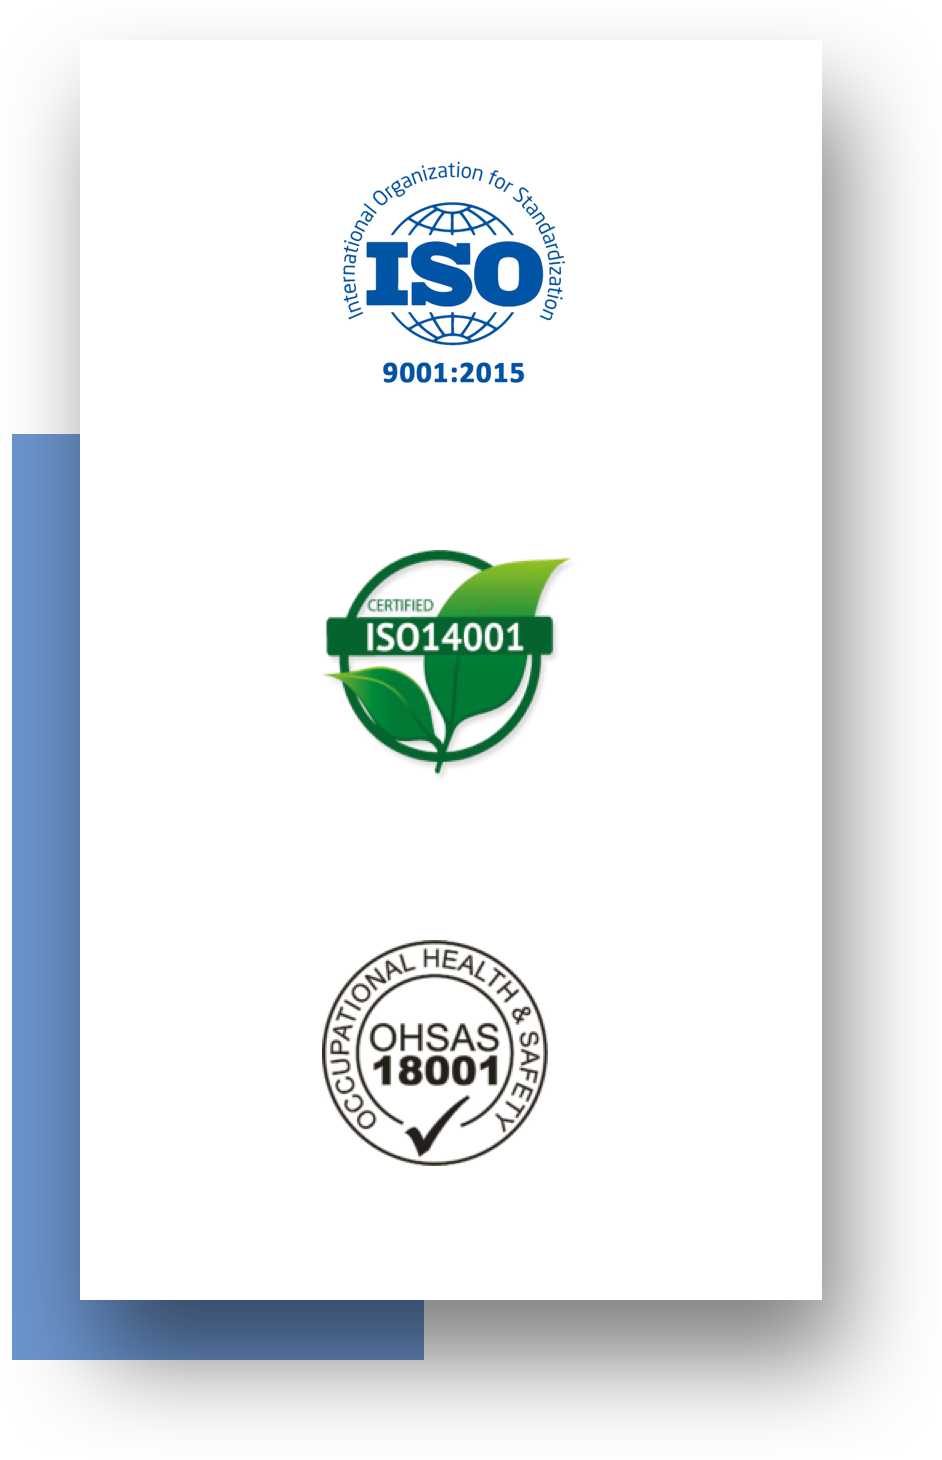 International Organization for Standardization
ISO
9001:2015
CERTIFIED
ISO14001
OCCUPATIONAL HEALTH & SAFETY
OHSAS
18001